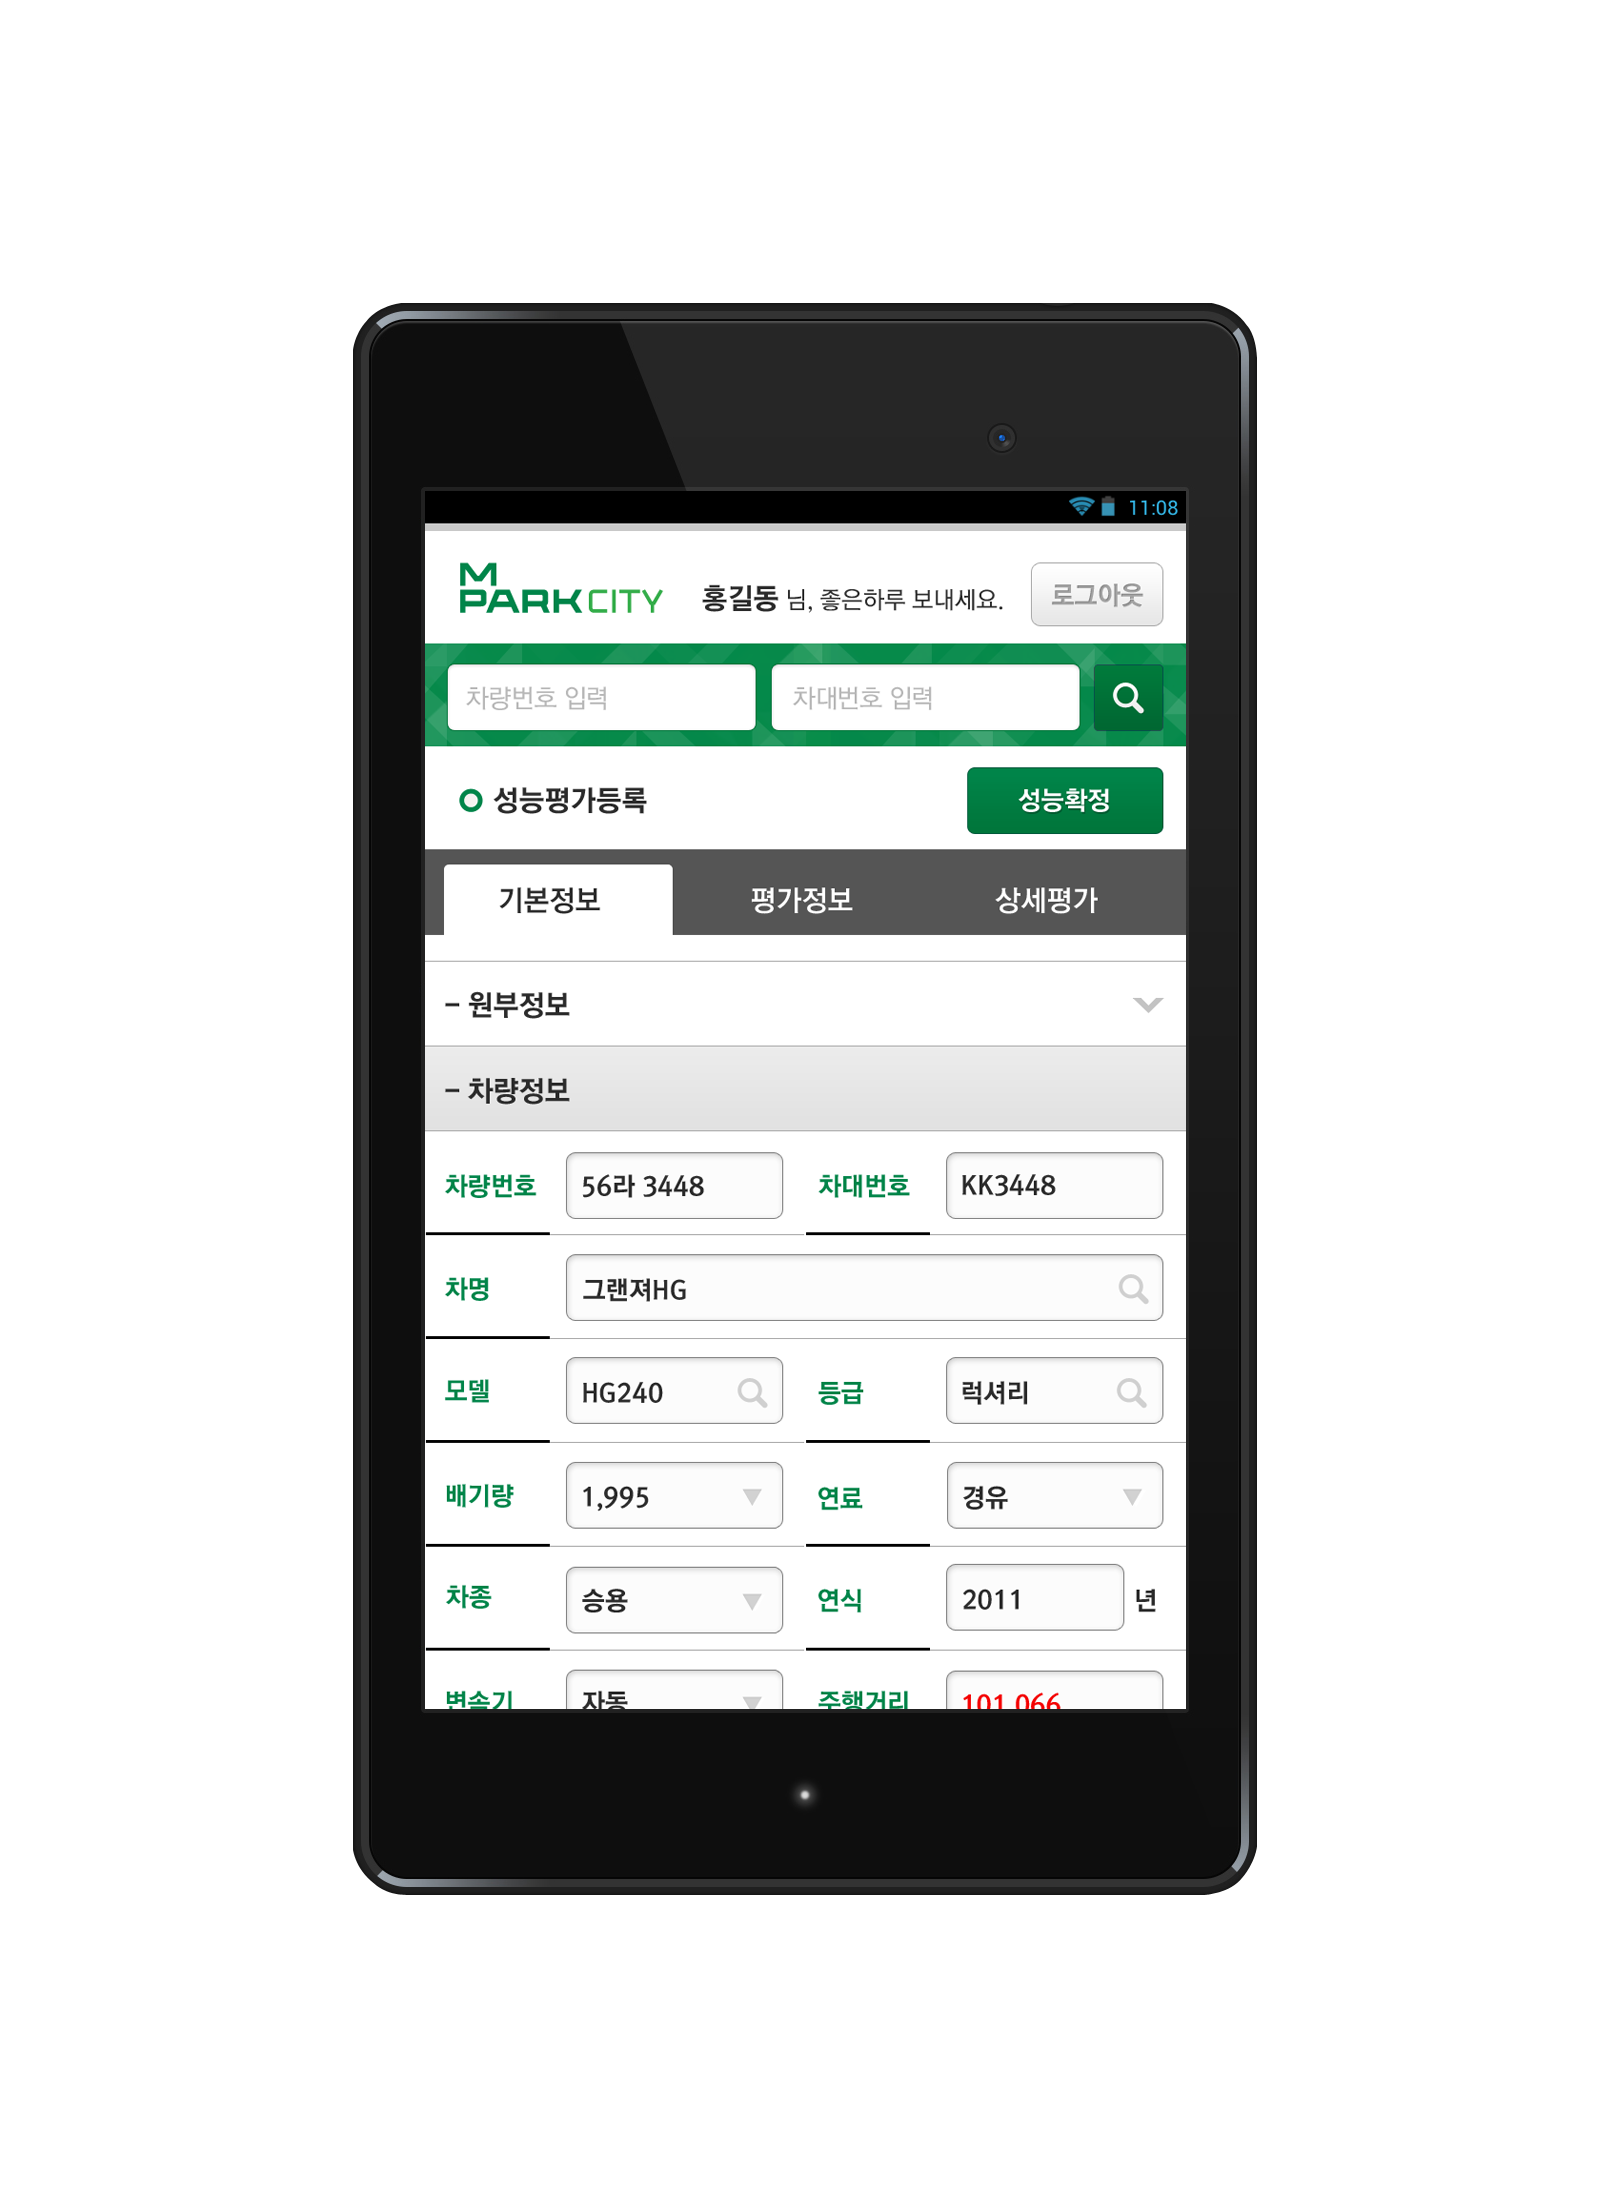 11:08
M
PARK CITY
홍길동 님, 좋은하루 보내세요.
로그아웃
차량번호 입력
차대번호 입력
성능평가등록
성능확정
기본정보
평가정보
상세평가
– 원부정보
– 차량정보
차량번호 56라 3448 차대번호 KK3448
차명 그랜져HG
모델 HG240 등급 럭셔리
배기량 1,995 연료 경유
차종 승용 연식 2011 년
변속기 자동 주행거리 101,066